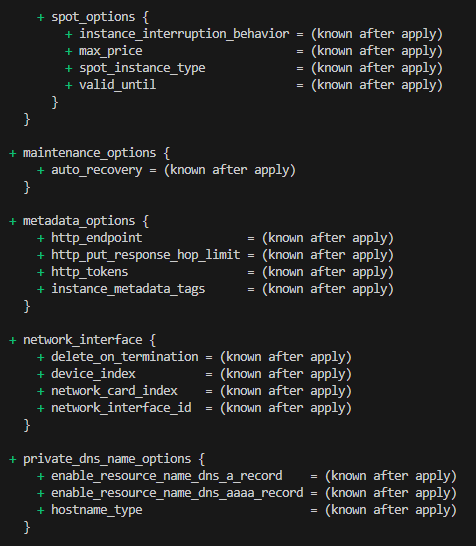 + spot_options {
+ instance_interruption_behavior = (known after apply)
+ max_price = (known after apply)
+ spot_instance_type = (known after apply)
+ valid_until = (known after apply)
}
}
+ maintenance_options {
+ auto_recovery = (known after apply)
}
+ metadata_options {
+ http_endpoint = (known after apply)
+ http_put_response_hop_limit = (known after apply)
+ http_tokens = (known after apply)
+ instance_metadata_tags = (known after apply)
}
+ network_interface {
+ delete_on_termination = (known after apply)
+ device_index = (known after apply)
+ network_card_index = (known after apply)
+ network_interface_id = (known after apply)
}
+ private_dns_name_options {
+ enable_resource_name_dns_a_record = (known after apply)
+ enable_resource_name_dns_aaaa_record = (known after apply)
+ hostname_type = (known after apply)
}